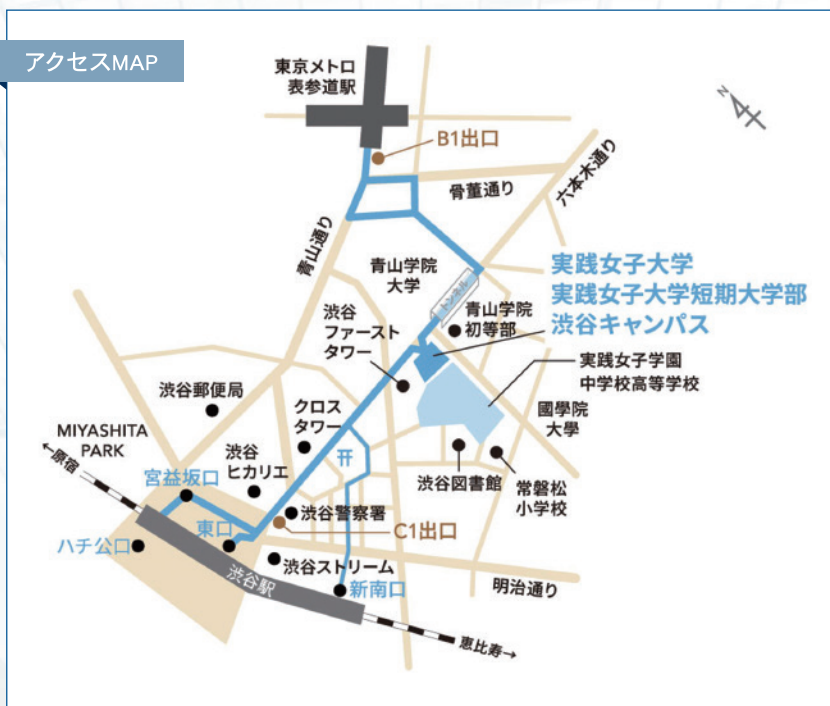 アクセスMAP
東京メトロ
表参道駅
N
B1出口
骨董通り
六本木通り
青山通り
青山学院
大学
トンネル
実践女子大学
実践女子大学短期大学部
渋谷キャンパス
青山学院
初等部
渋谷
ファースト
タワー
実践女子学園
中学校高等学校
渋谷郵便局
クロス
タワー
國學院
大學
MIYASHITA
PARK
渋谷
ヒカリエ
渋谷図書館
常磐松
小学校
←原宿
宮益坂口
渋谷警察署
C1出口
ハチ公口
東口
渋谷ストリーム
渋谷駅
新南口
明治通り
恵比寿→